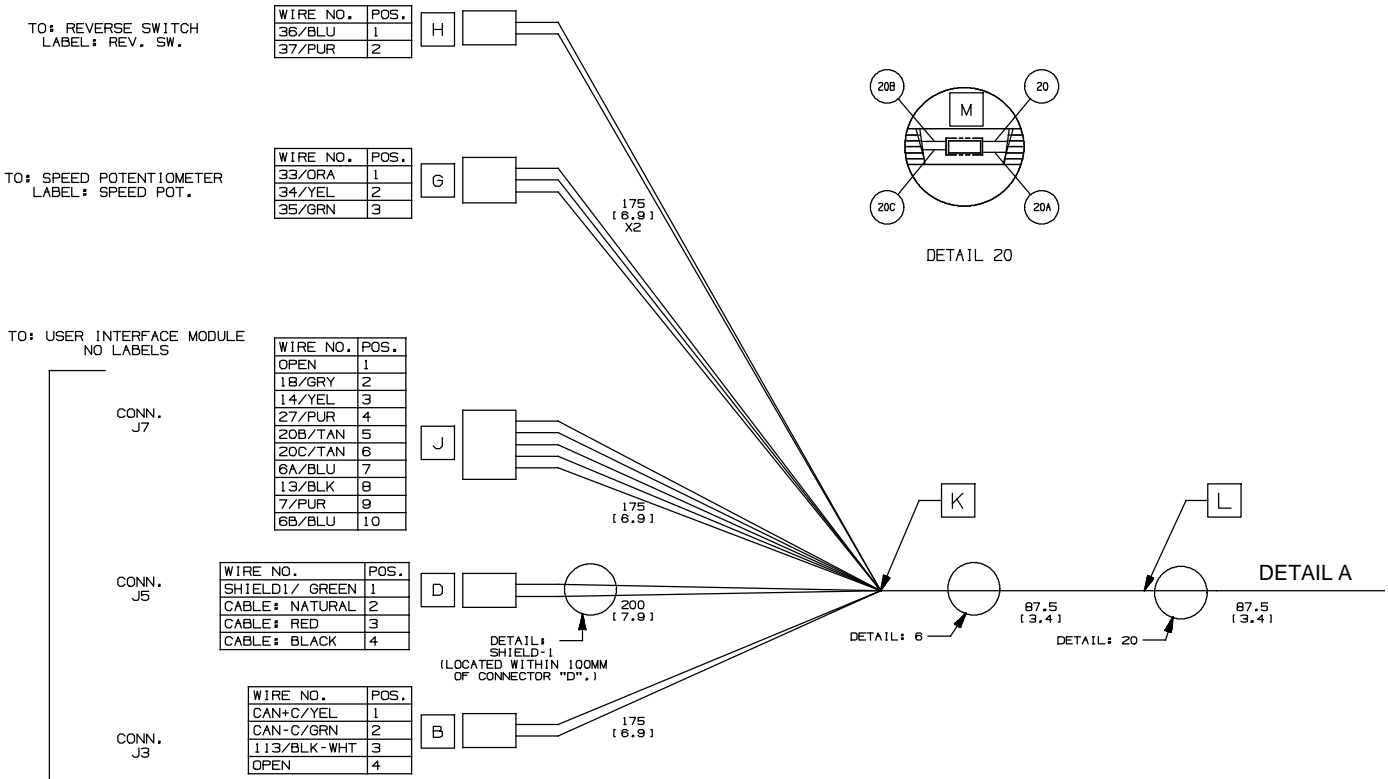 TO: REVERSE SWITCH
LABEL: REV. SW.
WIRE NO. POS.
36/BLU 1
37/PUR 2
H
TO: SPEED POTENTIOMETER
LABEL: SPEED POT.
WIRE NO. POS.
33/ORA 1
34/YEL 2
35/GRN 3
G
175
[6.9]
X2
20B
20
M
20C
20A
DETAIL 20
TO: USER INTERFACE MODULE
NO LABELS
CONN.
J7
WIRE NO. POS.
OPEN 1
18/GRY 2
14/YEL 3
27/PUR 4
20B/TAN 5
20C/TAN 6
6A/BLU 7
13/BLK 8
7/PUR 9
6B/BLU 10
J
175
[6.9]
K
L
CONN.
J5
WIRE NO. POS.
SHIELD1/ GREEN 1
CABLE: NATURAL 2
CABLE: RED 3
CABLE: BLACK 4
D
200
[7.9]
DETAIL:
SHIELD-1
(LOCATED WITHIN 100MM
OF CONNECTOR "D".)
DETAIL: 6
87.5
[3.4]
DETAIL: 20
DETAIL A
87.5
[3.4]
CONN.
J3
WIRE NO. POS.
CAN+C/YEL 1
CAN-C/GRN 2
113/BLK-WHT 3
OPEN 4
B
175
[6.9]